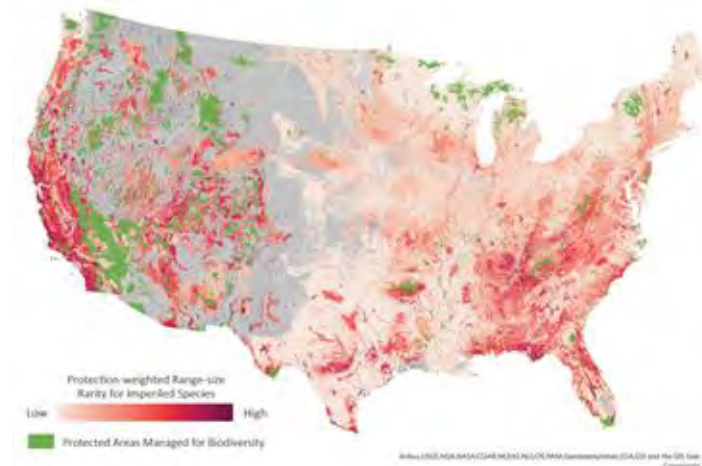 Protection-weighted Range-size
Rarity for Imperiled Species
Low High
Protected Areas Managed for Biodiversity